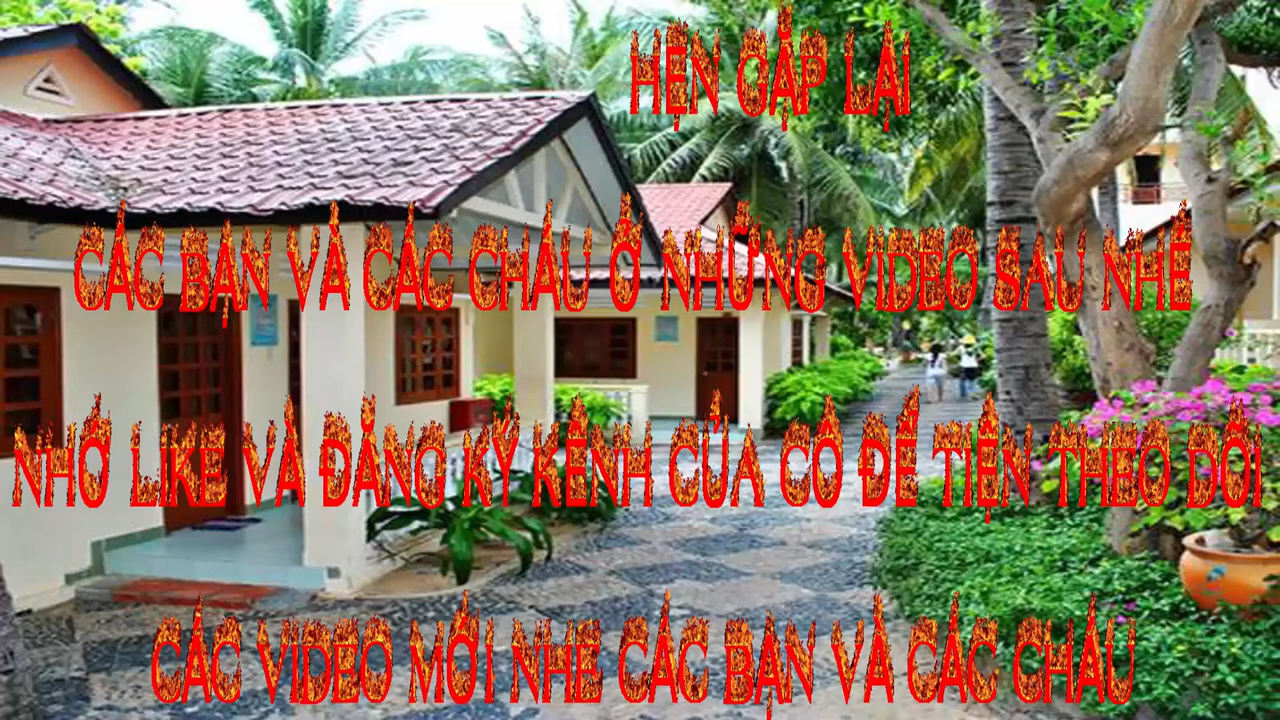 HẸN GẶP LẠI
CÁC BẠN VÀ CÁC CHÁU Ở NHỮNG VIDEO SAU NHÉ
NHỚ LIKE VÀ ĐĂNG KÝ KÊNH CỦA CÔ ĐỂ TIỆN THEO DÕI
CÁC VIDEO MỚI NHE CÁC BẠN VÀ CÁC CHÁU